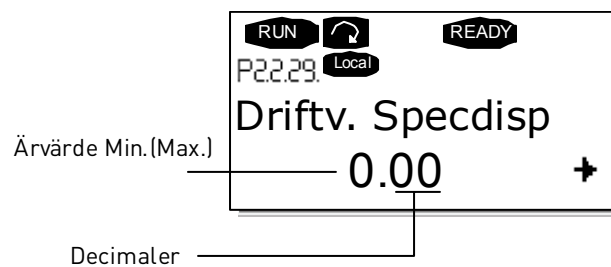 RUN READY
P2.2.29. Local
Driftv. Specdisp
Ärvärde Min.(Max.)
0.00
Decimaler